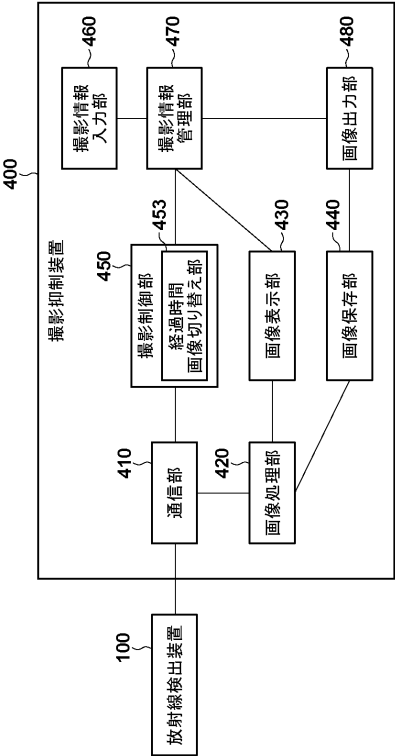 400
撮影抑制装置
100
放射線検出装置
410
通信部
450
撮影制御部
453
経過時間
画像切り替え部
470
撮影情報
管理部
460
撮影情報
入力部
420
画像処理部
430
画像表示部
440
画像保存部
480
画像出力部